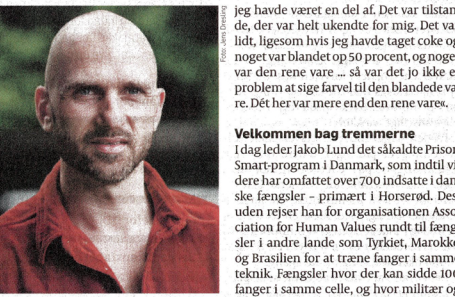 Foto: Jens Dresling
jeg havde været en del af. Det var tilstan
de, der var helt ukendte for mig. Det va
lidt, ligesom hvis jeg havde taget coke og
noget var blandet op 50 procent, og noge
var den rene vare ... så var det jo ikke e
problem at sige farvel til den blandede va
re. Dét her var mere end den rene vare«.
Velkommen bag tremmerne
I dag leder Jakob Lund det såkaldte Prison
Smart-program i Danmark, som indtil vi
dere har omfattet over 700 indsatte i dan
ske fængsler – primært i Horserød. Des
uden rejser han for organisationen Asso
ciation for Human Values rundt til fæng
sler i andre lande som Tyrkiet, Marokko
og Brasilien for at træne fanger i samme
teknik. Fængsler hvor der kan sidde 100
fanger i samme celle, og hvor militær og